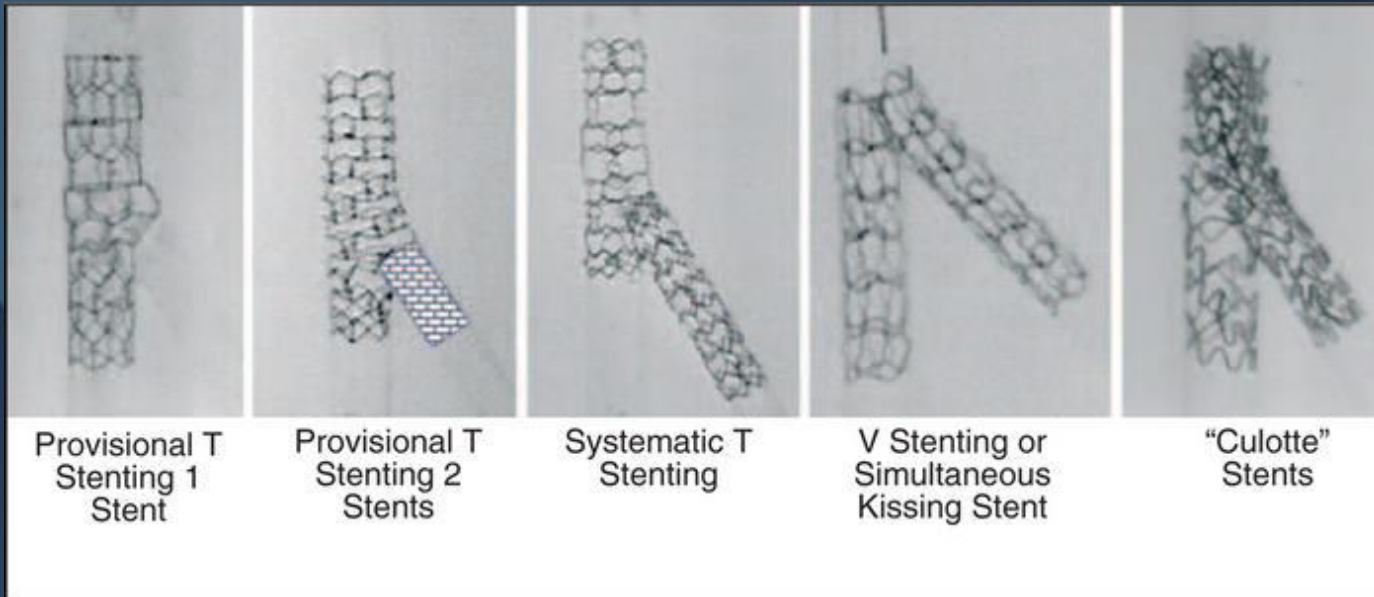 Provisional T
Stenting 1
Stent
Provisional T
Stenting 2
Stents
Systematic T
Stenting
V Stenting or
Simultaneous
Kissing Stent
“Culotte”
Stents